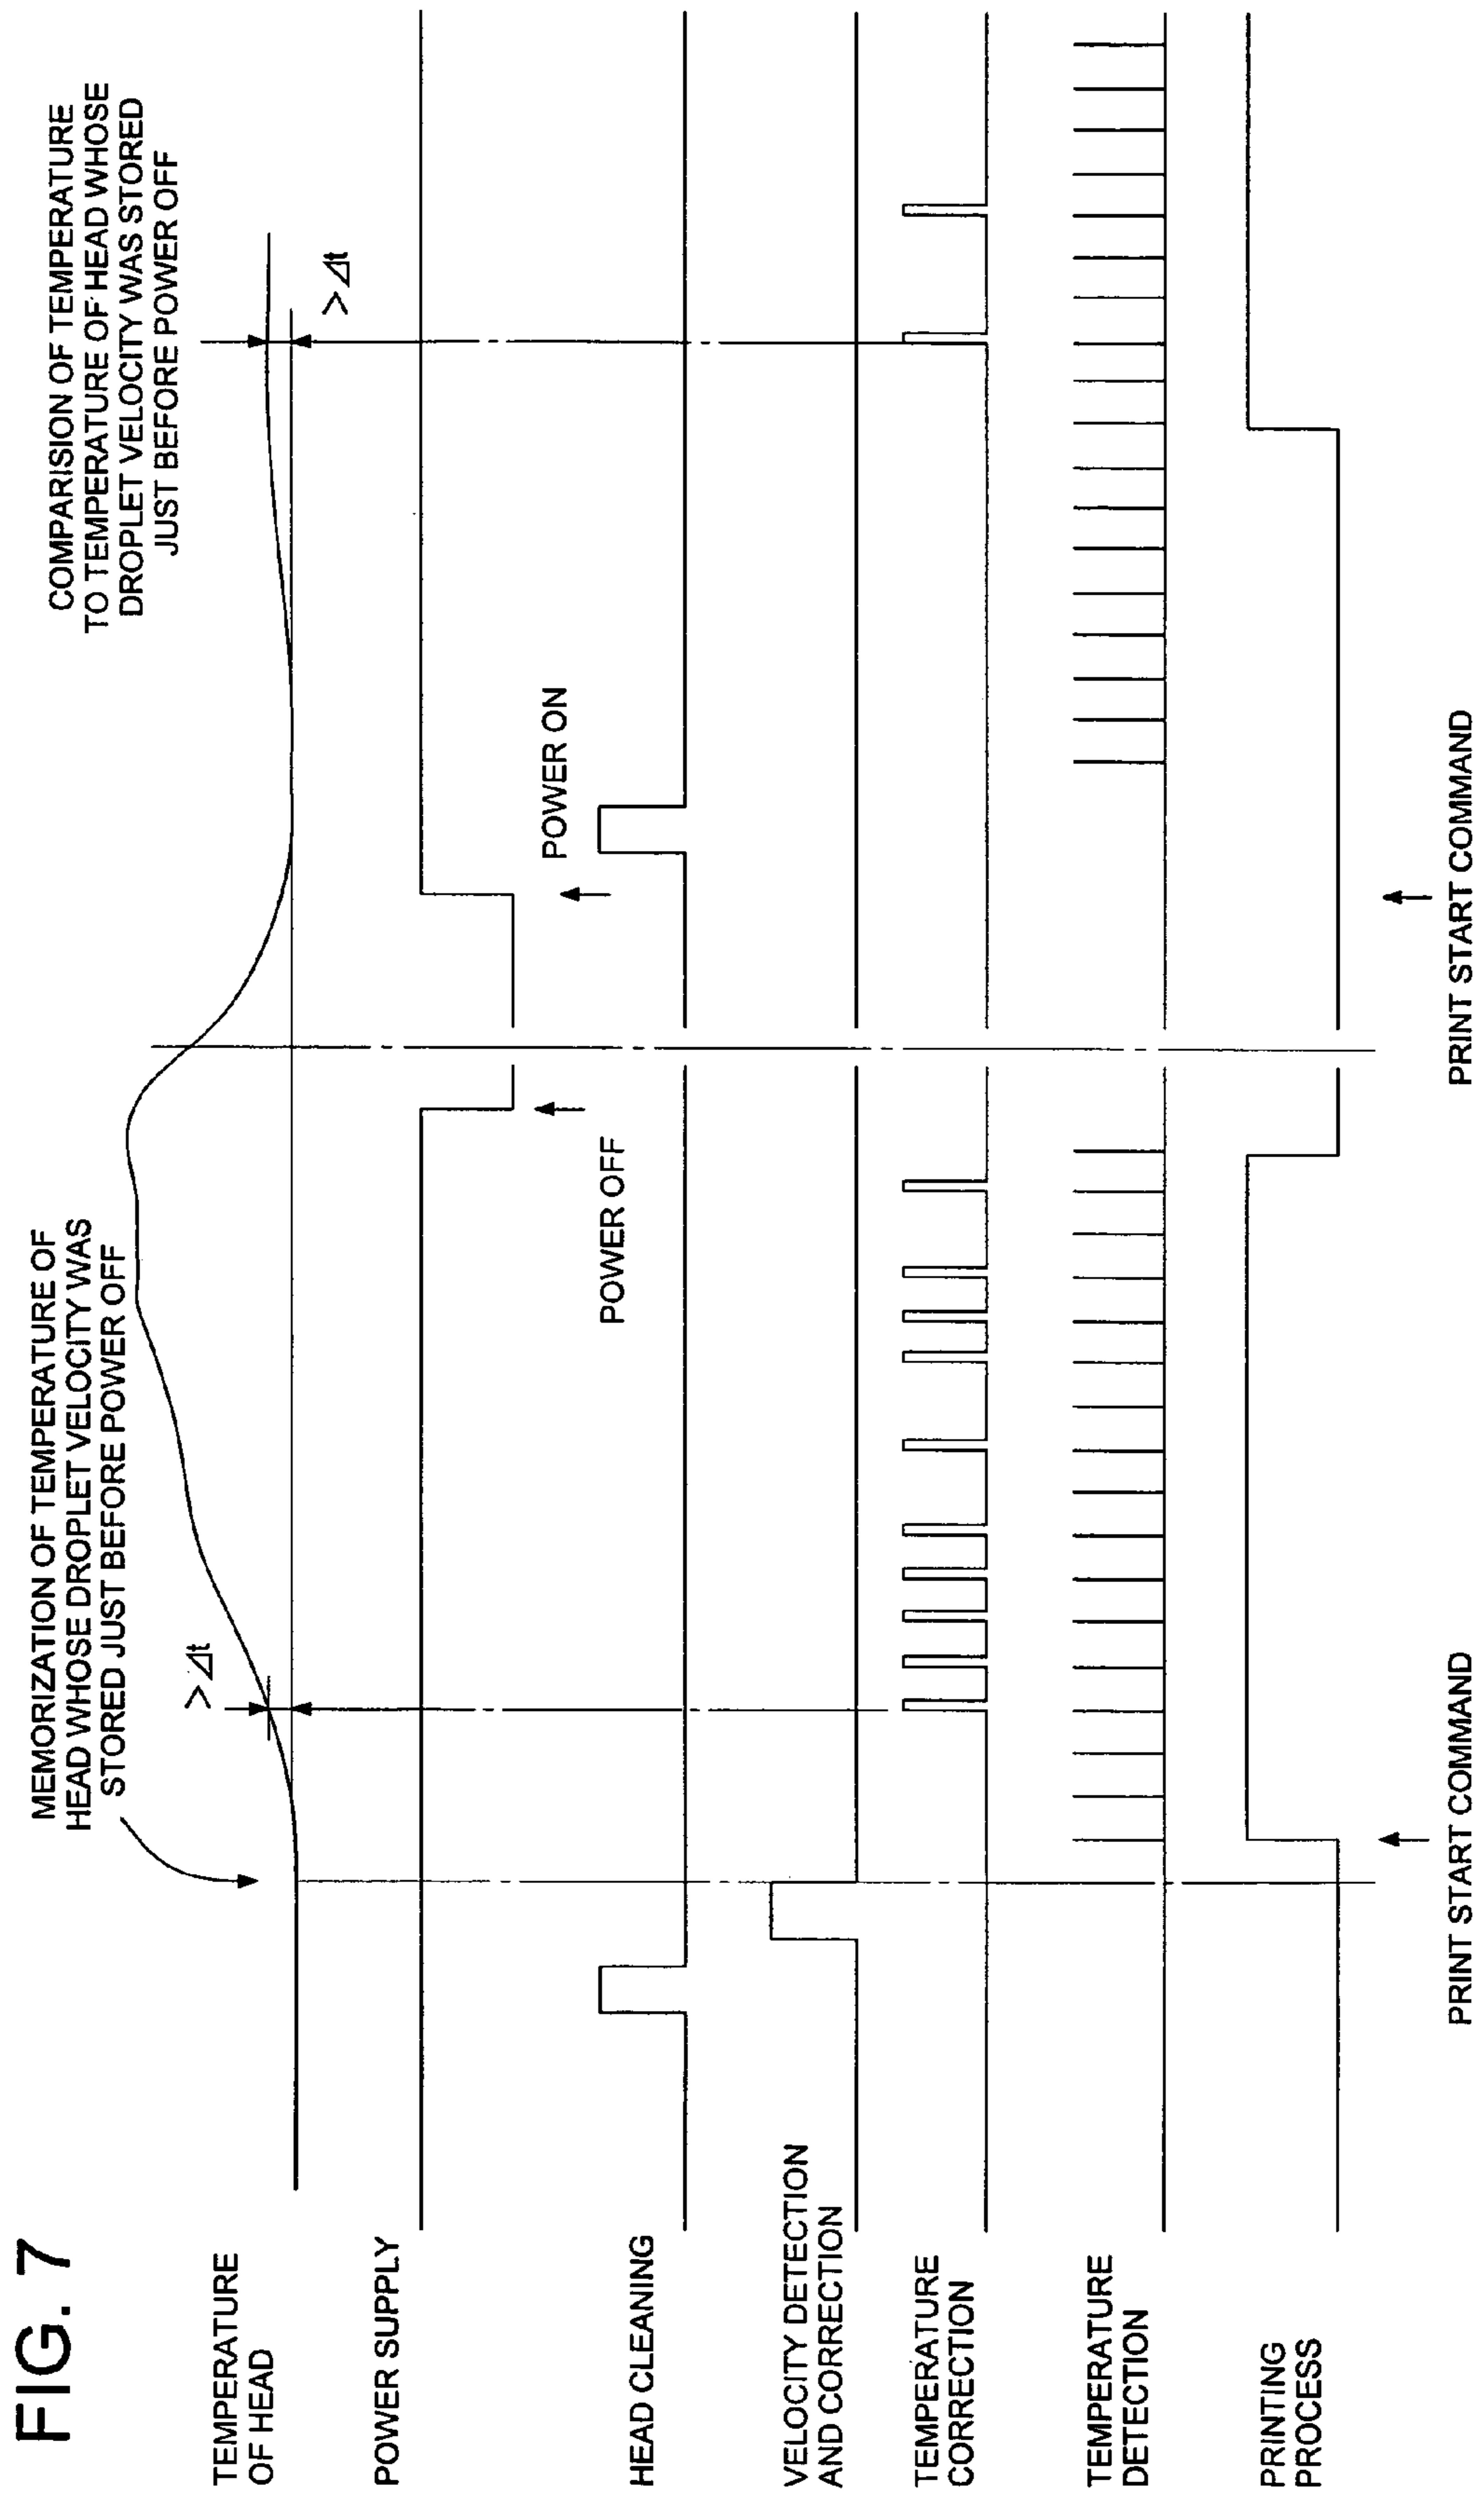 FIG. 7
MEMORIZATION OF TEMPERATURE OF
HEAD WHOSE DROPLET VELOCITY WAS
STORED JUST BEFORE POWER OFF
COMPARISION OF TEMPERATURE
TO TEMPERATURE OF HEAD WHOSE
DROPLET VELOCITY WAS STORED
JUST BEFORE POWER OFF
>Δt
>Δt
TEMPERATURE
OF HEAD
POWER SUPPLY
POWER OFF
POWER ON
HEAD CLEANING
VELOCITY DETECTION
AND CORRECTION
TEMPERATURE
CORRECTION
TEMPERATURE
DETECTION
PRINTING
PROCESS
PRINT START COMMAND
PRINT START COMMAND